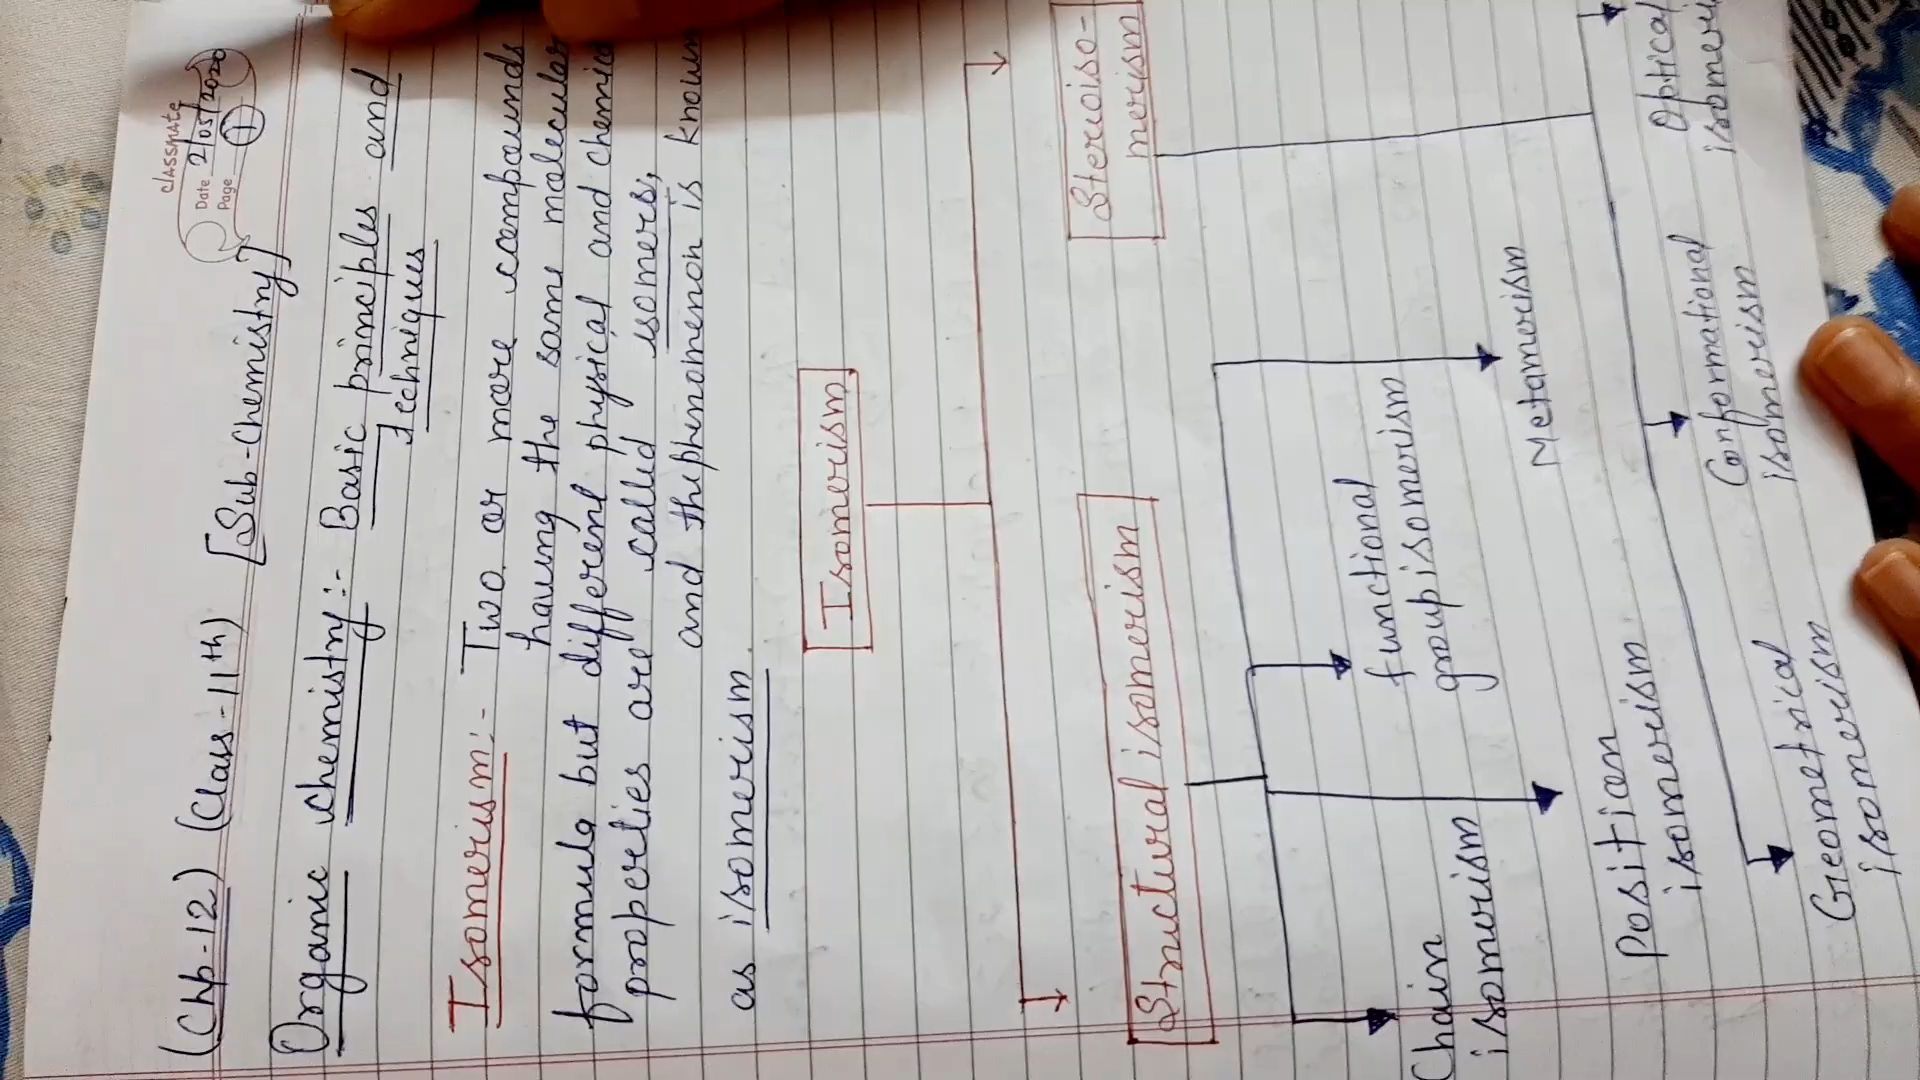 classmate
Date 2/05/2020
Page 1
(Chp-12) (Class-11th) [Sub-Chemistry]
Organic chemistry:- Basic principles and
techniques
Isomerism:- Two or more compounds
having the same molecular
formula but different physical and chemica
properties are called isomers,
and the phenomenon is known
as isomerism
Isomerism
Structural isomerism
Sterioiso-
merism
Chain
isomerism
Position
isomerism
functional
group isomerism
Metamerism
Geometrical
isomerism
Conformational
isomerism
Optical
isomeri